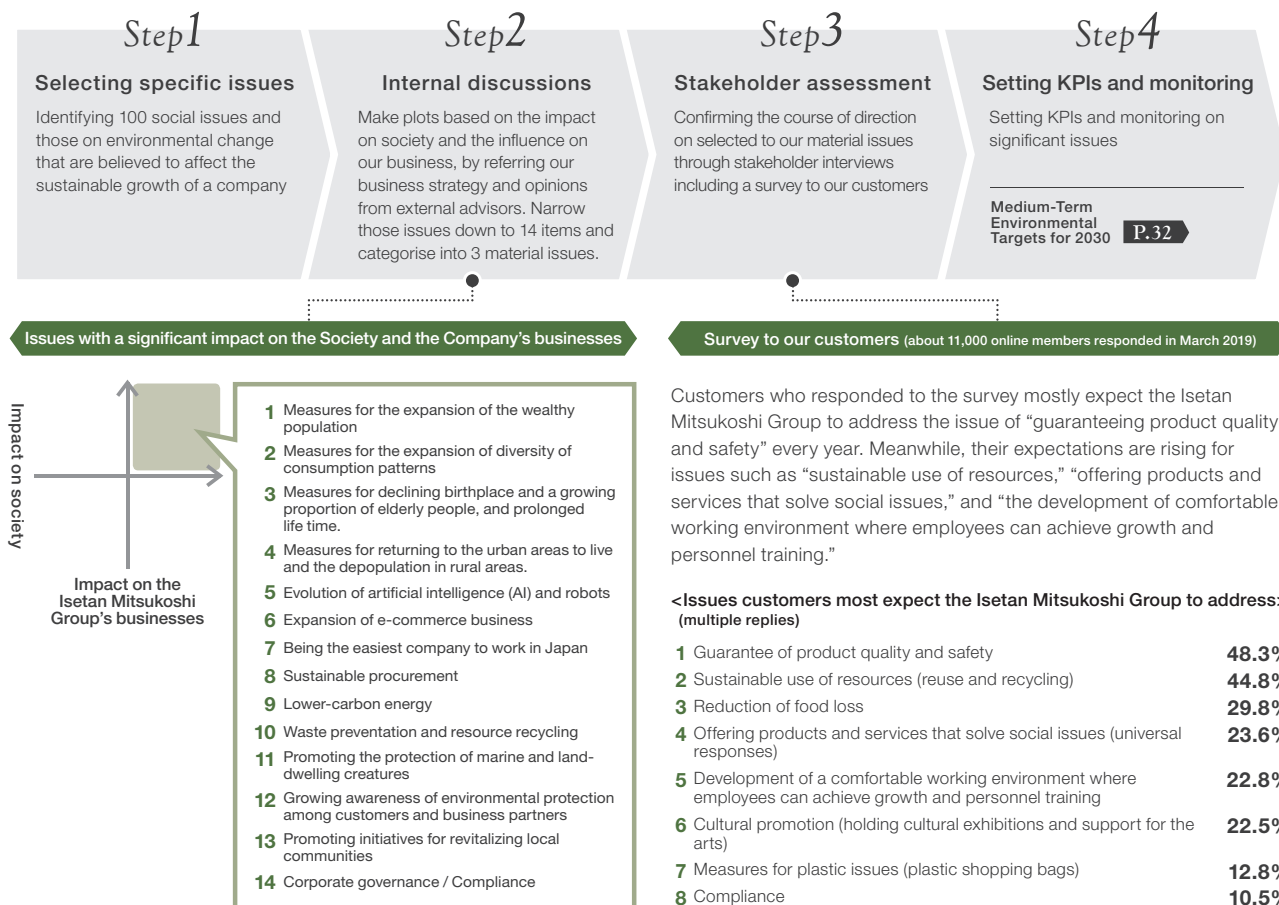 Step1
Selecting specific issues
Identifying 100 social issues and
those on environmental change
that are believed to affect the
sustainable growth of a company
Step2
Internal discussions
Make plots based on the impact
on society and the influence on
our business, by referring our
business strategy and opinions
from external advisors. Narrow
those issues down to 14 items and
categorise into 3 material issues.
Step3
Stakeholder assessment
Confirming the course of direction
on selected to our material issues
through stakeholder interviews
including a survey to our customers
Step4
Setting KPIs and monitoring
Setting KPIs and monitoring on
significant issues
Medium-Term
Environmental
Targets for 2030
P.32
Issues with a significant impact on the Society and the Company's businesses
Impact on society
Impact on the
Isetan Mitsukoshi
Group's businesses
1 Measures for the expansion of the wealthy
population
2 Measures for the expansion of diversity of
consumption patterns
3 Measures for declining birthplace and a growing
proportion of elderly people, and prolonged
life time.
4 Measures for returning to the urban areas to live
and the depopulation in rural areas.
5 Evolution of artificial intelligence (AI) and robots
6 Expansion of e-commerce business
7 Being the easiest company to work in Japan
8 Sustainable procurement
9 Lower-carbon energy
10 Waste preventation and resource recycling
11 Promoting the protection of marine and land-
dwelling creatures
12 Growing awareness of environmental protection
among customers and business partners
13 Promoting initiatives for revitalizing local
communities
14 Corporate governance / Compliance
Survey to our customers (about 11,000 online members responded in March 2019)
Customers who responded to the survey mostly expect the Isetan
Mitsukoshi Group to address the issue of “guaranteeing product quality
and safety” every year. Meanwhile, their expectations are rising for
issues such as “sustainable use of resources,” “offering products and
services that solve social issues,” and “the development of comfortable
working environment where employees can achieve growth and
personnel training.”
<Issues customers most expect the Isetan Mitsukoshi Group to address:
(multiple replies)
1 Guarantee of product quality and safety 48.3%
2 Sustainable use of resources (reuse and recycling) 44.8%
3 Reduction of food loss 29.8%
4 Offering products and services that solve social issues (universal 23.6%
responses)
5 Development of a comfortable working environment where 22.8%
employees can achieve growth and personnel training
6 Cultural promotion (holding cultural exhibitions and support for the 22.5%
arts)
7 Measures for plastic issues (plastic shopping bags) 12.8%
8 Compliance 10.5%